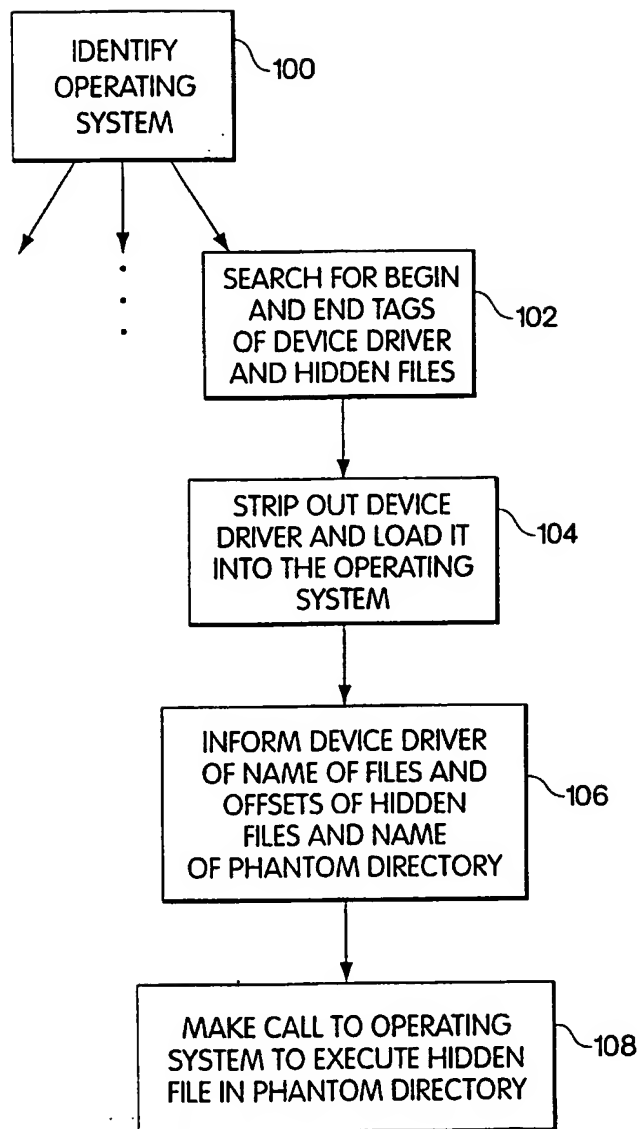 IDENTIFY
OPERATING
SYSTEM
100
SEARCH FOR BEGIN
AND END TAGS
OF DEVICE DRIVER
AND HIDDEN FILES
102
STRIP OUT DEVICE
DRIVER AND LOAD IT
INTO THE OPERATING
SYSTEM
104
INFORM DEVICE DRIVER
OF NAME OF FILES AND
OFFSETS OF HIDDEN
FILES AND NAME
OF PHANTOM DIRECTORY
106
MAKE CALL TO OPERATING
SYSTEM TO EXECUTE HIDDEN
FILE IN PHANTOM DIRECTORY
108